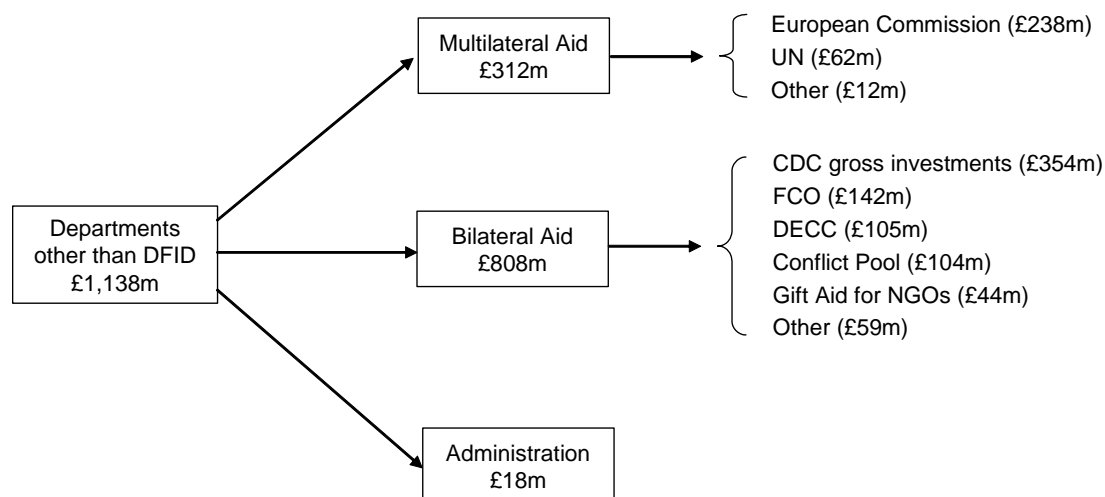 Multilateral Aid
£312m
European Commission (£238m)
UN (£62m)
Other (£12m)
Departments
other than DFID
£1,138m
Bilateral Aid
£808m
CDC gross investments (£354m)
FCO (£142m)
DECC (£105m)
Conflict Pool (£104m)
Gift Aid for NGOs (£44m)
Other (£59m)
Administration
£18m